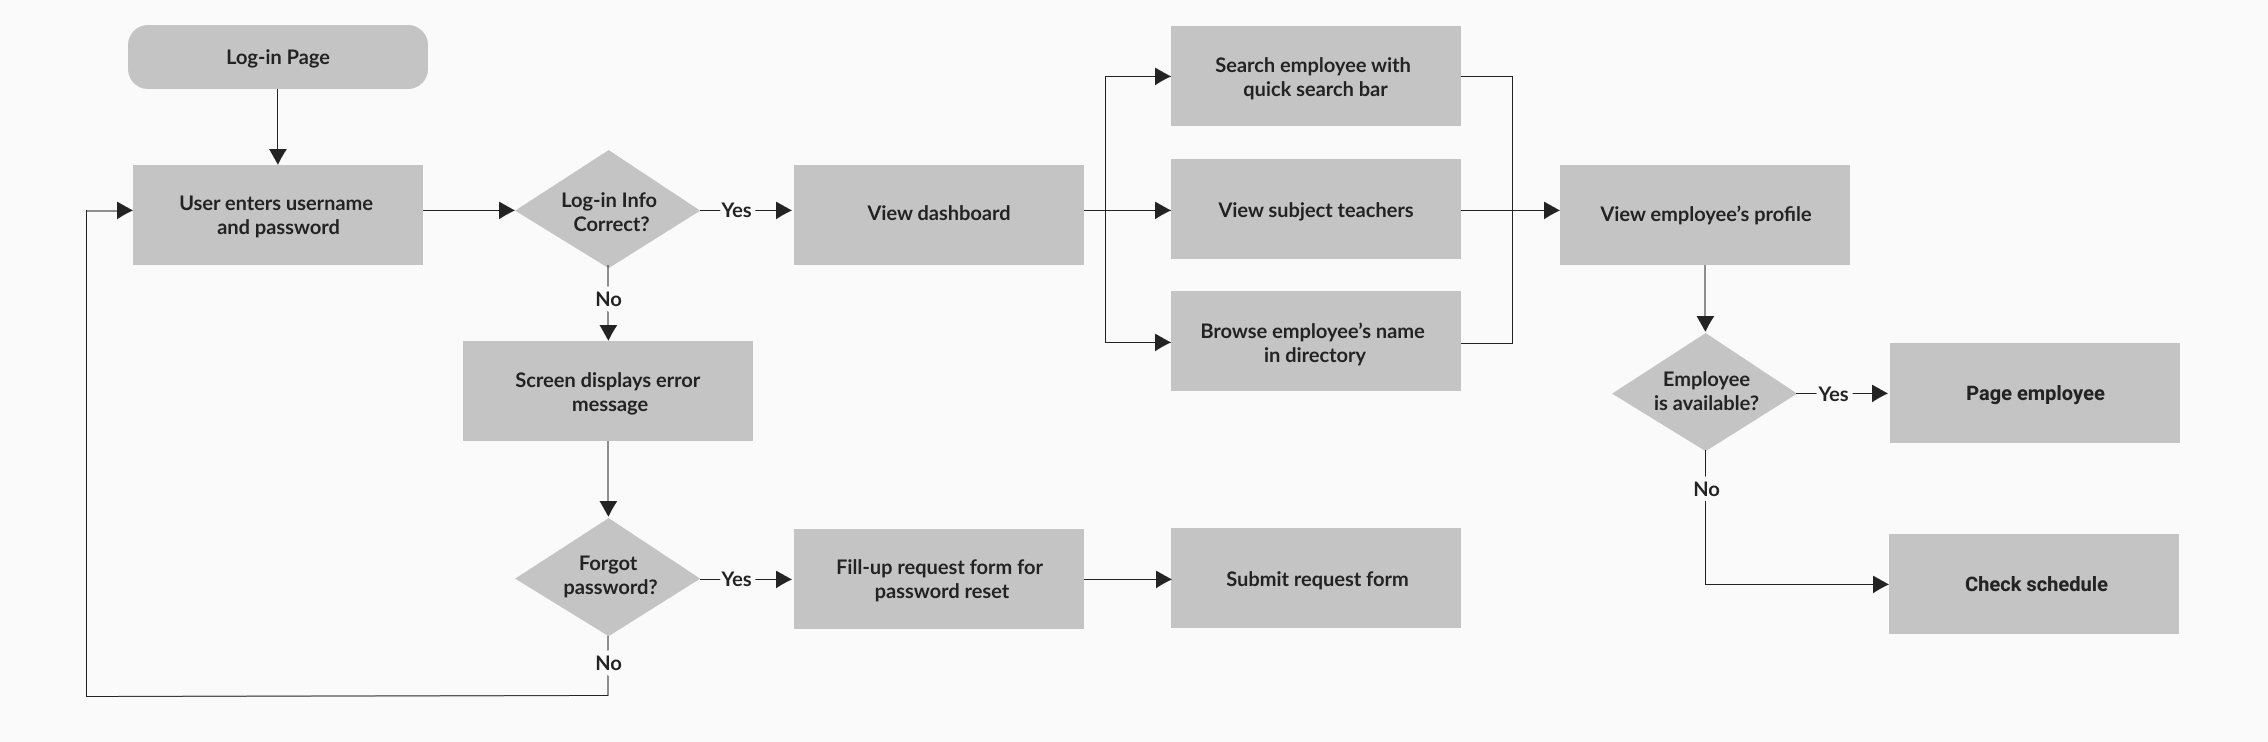 Log-in Page
User enters username
and password
Log-in Info
Correct?
Yes
No
View dashboard
Search employee with
quick search bar
View subject teachers
Browse employee’s name
in directory
View employee’s profile
Employee
is available?
Yes
Page employee
No
Check schedule
Screen displays error
message
Forgot
password?
Yes
Fill-up request form for
password reset
Submit request form
No